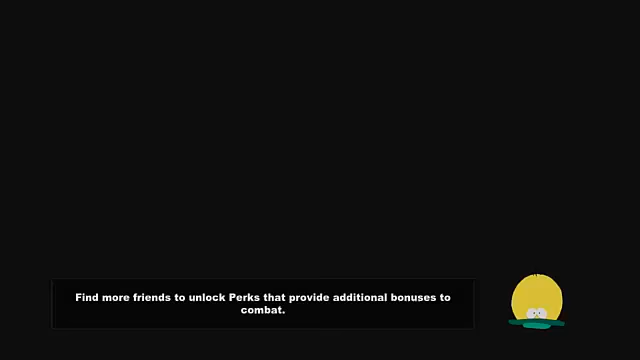 Find more friends to unlock Perks that provide additional bonuses to
combat.